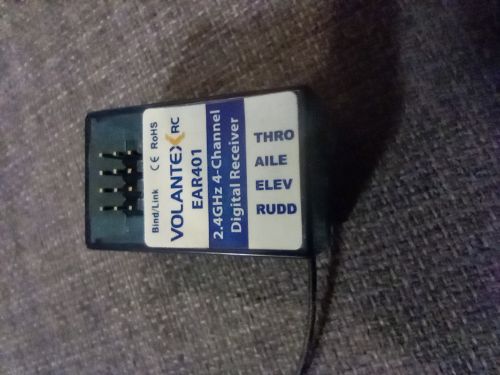 Bind/Link CE RoHS
VOLANTEX RC
EAR401
2.4GHz 4-Channel
Digital Receiver
THRO
AILE
ELEV
RUDD